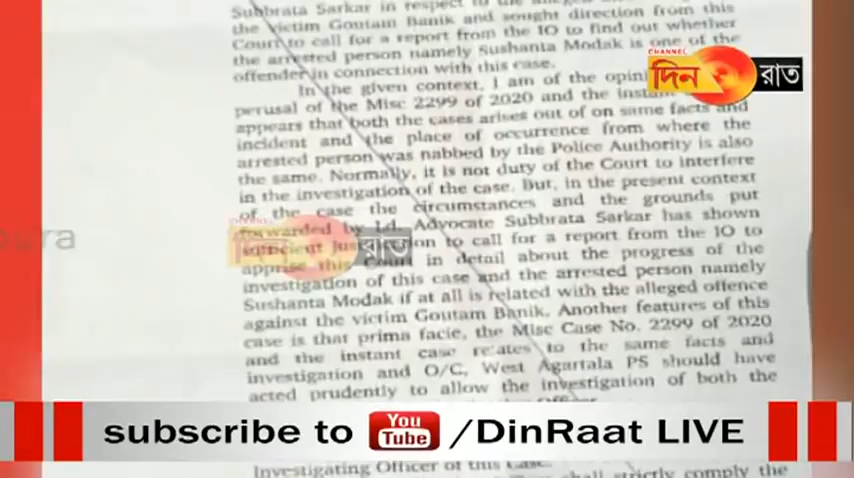 Subbrata Sarkar in respect to the alleged
the victim Goutam Banik and sought direction from this
Court to call for a report from the IO to find out whether
the arrested person namely Sushanta Modak is one of the
offender in connection with this case.
In the given context, I am of the
perusal of the Misc 2299 of 2020 and the
appears that both the cases arises out of on same facts and
incident and the place of occurrence from where the
arrested person was nabbed by the Police Authority is also
the same. Normally, it is not duty of the Court to interfere
in the investigation of the case. But, in the present context
of the case the circumstances and the grounds put
forwarded by Ld. Advocate Subbrata Sarkar has shown
to call for a report from the IO to
apprise this Court in detail about the progress of the
investigation of this case and the arrested person namely
Sushanta Modak if at all is related with the alleged offence
against the victim Goutam Banik. Another features of this
case is that prima facie, the Misc Case No. 2299 of 2020
and the instant case relates to the same facts and
investigation and O/C, West Agartala PS should have
acted prudently to allow the investigation of both the
Investigating Officer of this Case.
shall strictly comply the
CHANNEL
দিন রাত
CHANNEL
দিন রাত
subscribe to You Tube /DinRaat LIVE